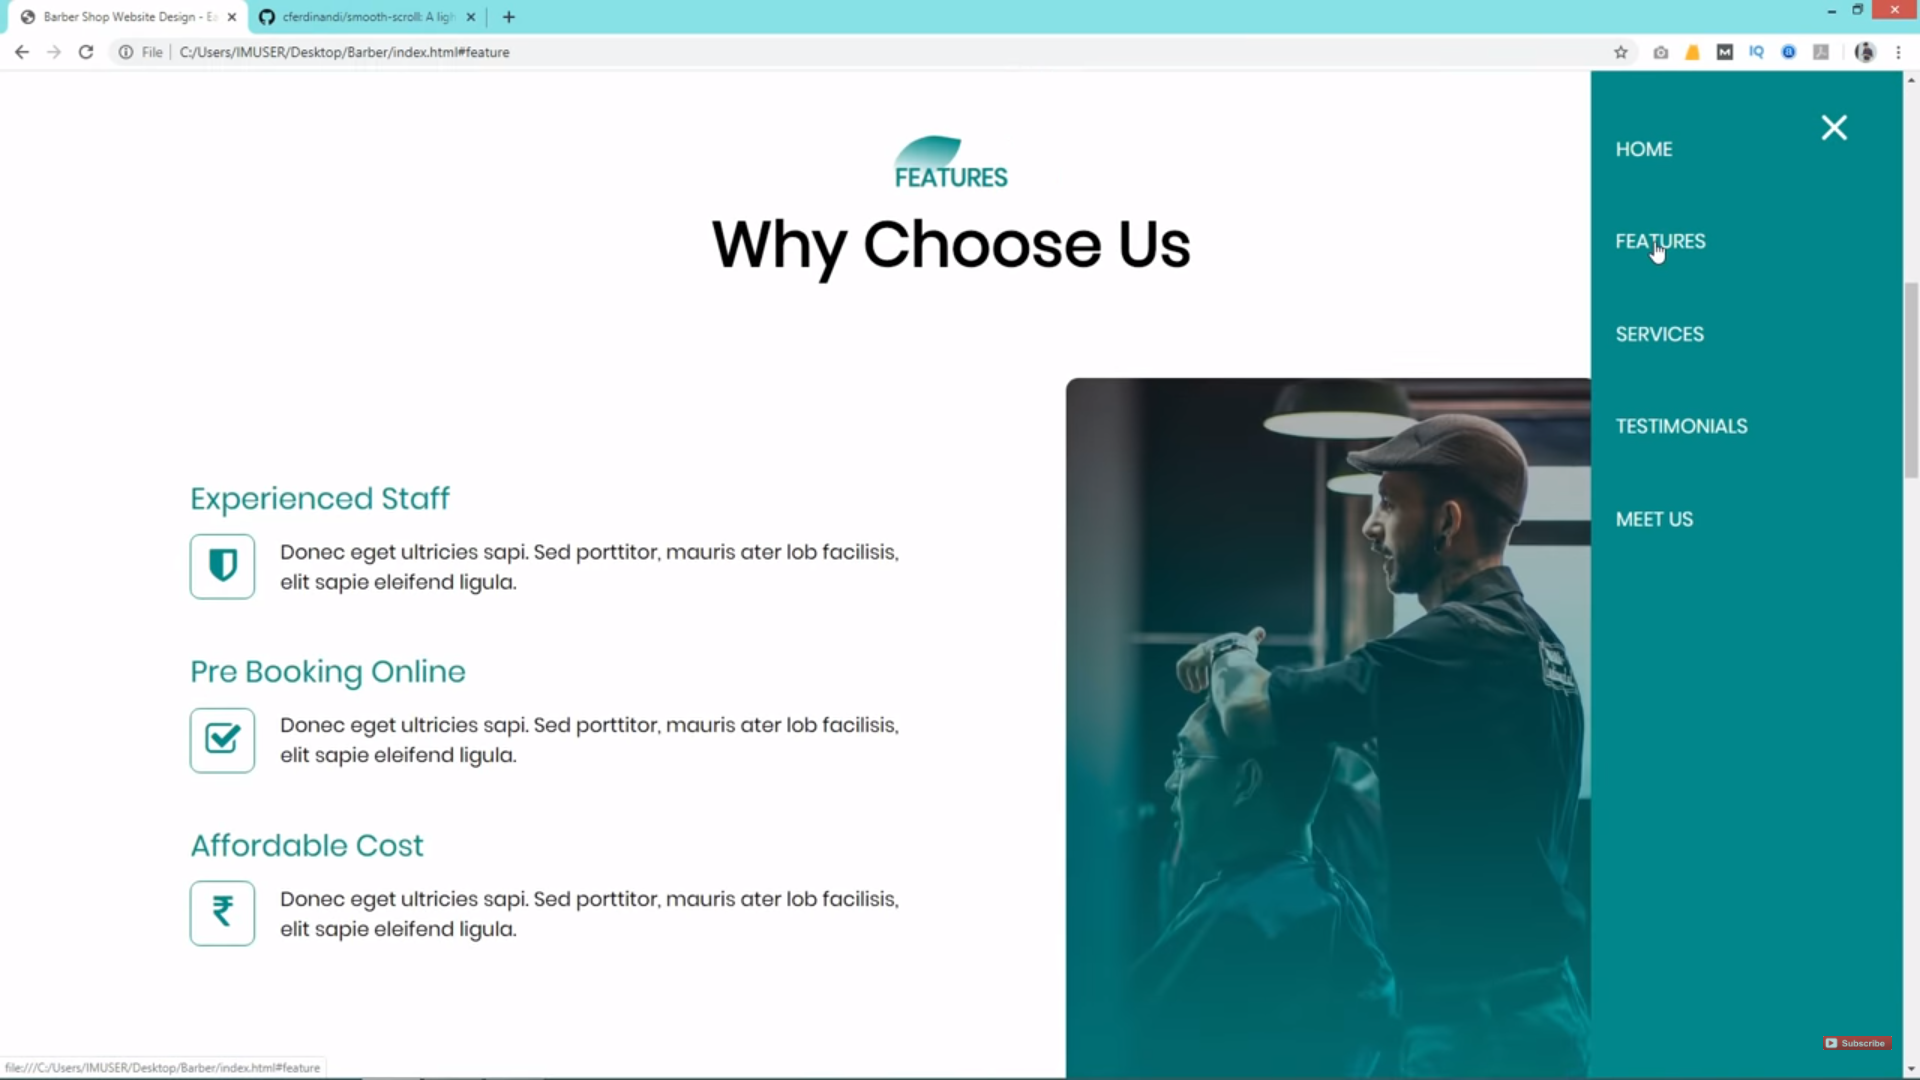 Barber Shop Website Design - Ea
cferdinandi/smooth-scroll: A ligh
File
C:/Users/IMUSER/Desktop/Barber/index.html#feature
IQ
HOME
FEATURES
SERVICES
TESTIMONIALS
MEET US
FEATURES
Why Choose Us
Experienced Staff
Donec eget ultricies sapi. Sed porttitor, mauris ater lob facilisis,
elit sapie eleifend ligula.
Pre Booking Online
Donec eget ultricies sapi. Sed porttitor, mauris ater lob facilisis,
elit sapie eleifend ligula.
Affordable Cost
₹
Donec eget ultricies sapi. Sed porttitor, mauris ater lob facilisis,
elit sapie eleifend ligula.
Subscribe
file:///C:/Users/IMUSER/Desktop/Barber/index.html#feature